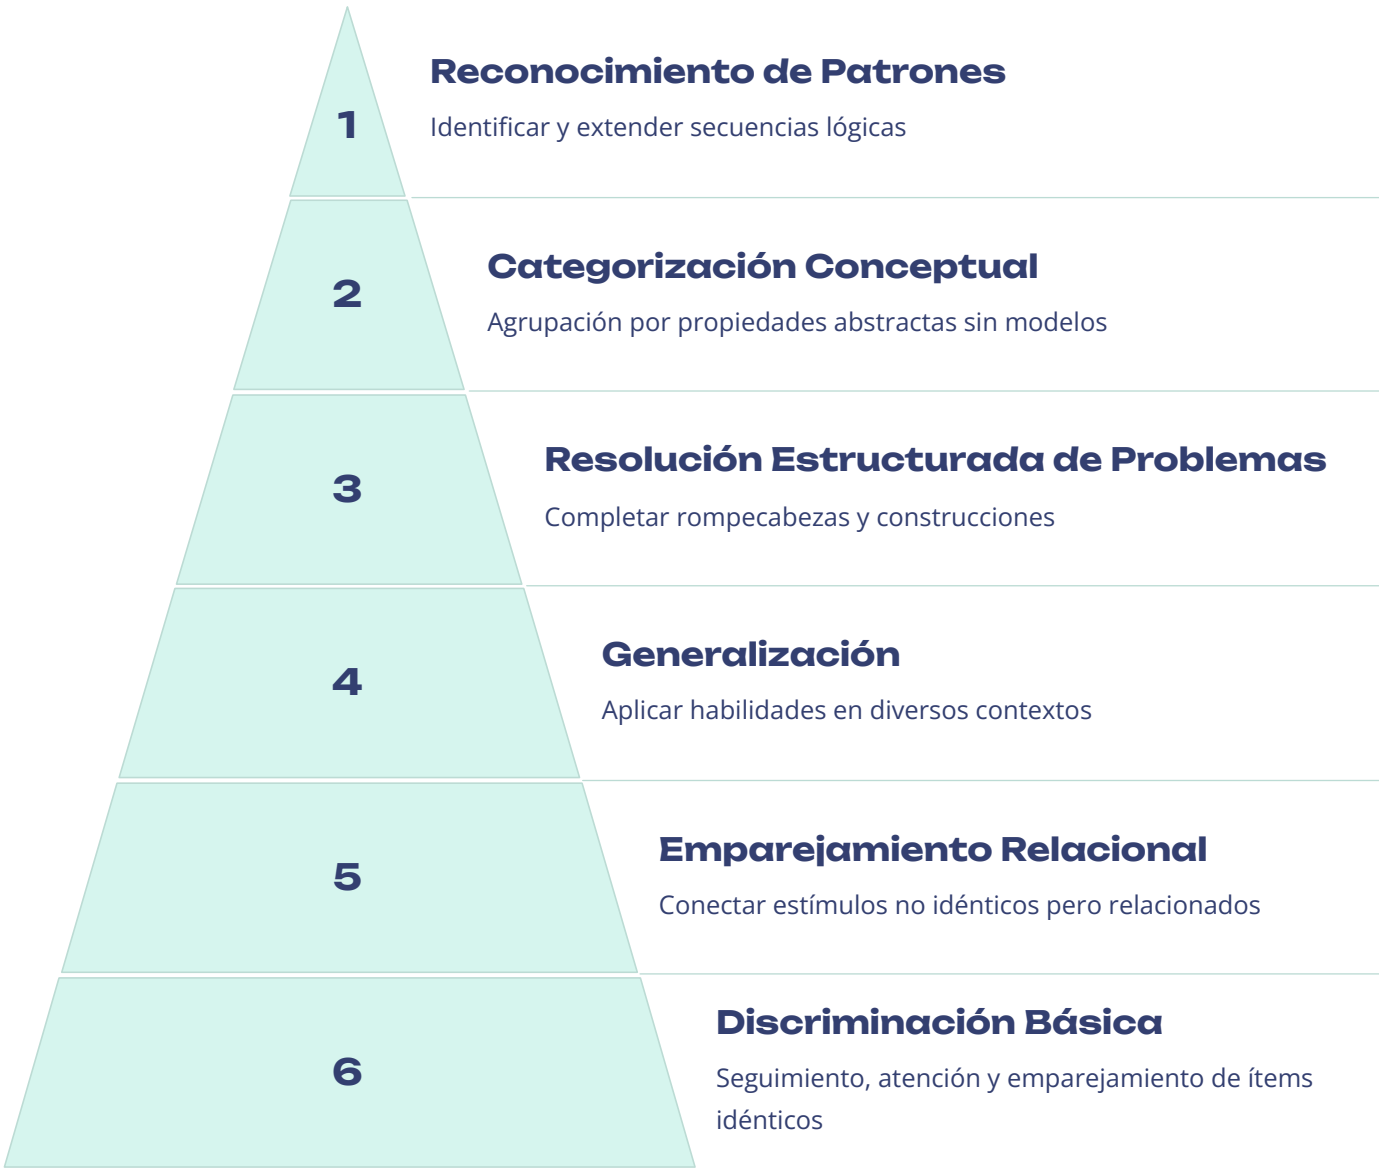 1
Reconocimiento de Patrones
Identificar y extender secuencias lógicas
2
Categorización Conceptual
Agrupación por propiedades abstractas sin modelos
3
Resolución Estructurada de Problemas
Completar rompecabezas y construcciones
4
Generalización
Aplicar habilidades en diversos contextos
5
Emparejamiento Relacional
Conectar estímulos no idénticos pero relacionados
6
Discriminación Básica
Seguimiento, atención y emparejamiento de ítems
idénticos